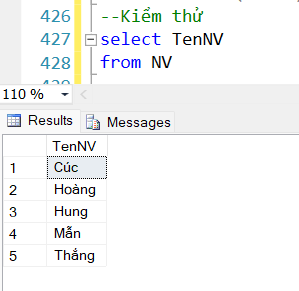 426
--Kiểm thử
427
select TenNV
428
from NV
110 %
Results
Messages
TenNV
1
Cúc
2
Hoàng
3
Hung
4
Mẫn
5
Thắng